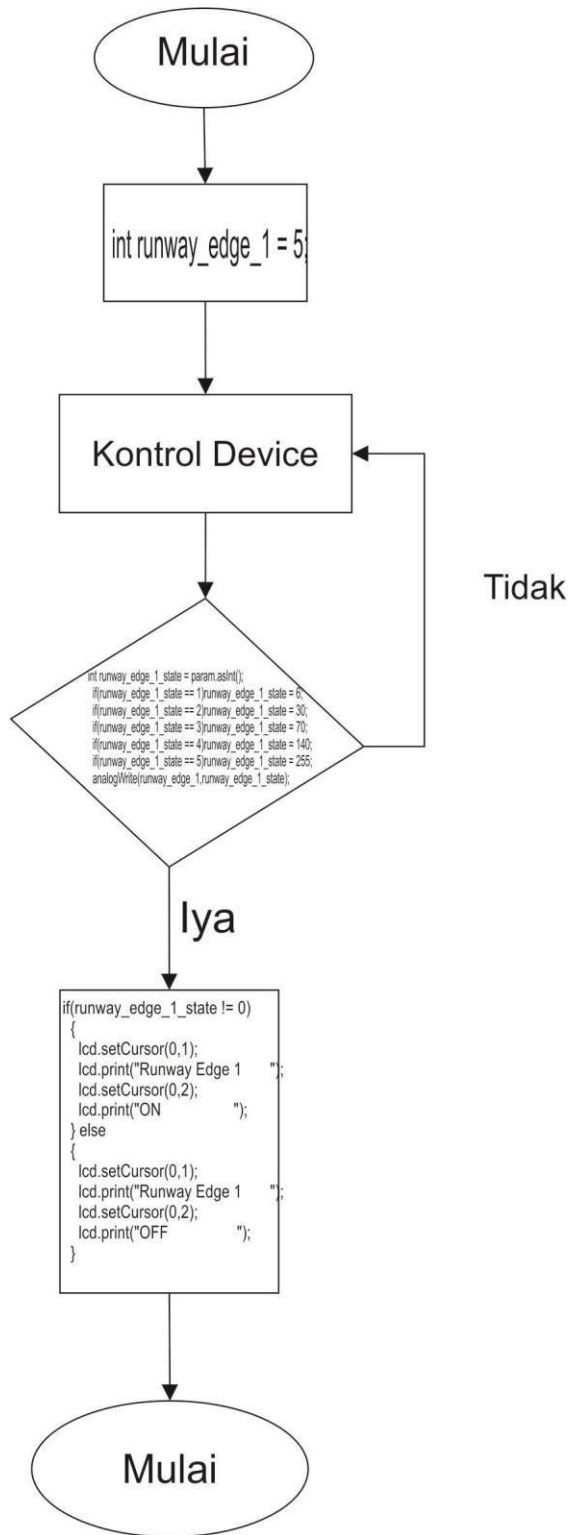 Mulai
int runway_edge_1 = 5;
Kontrol Device
Tidak
int runway_edge_1_state = param.asInt();
if(runway_edge_1_state == 1)runway_edge_1_state = 6;
if(runway_edge_1_state == 2)runway_edge_1_state = 30;
if(runway_edge_1_state == 3)runway_edge_1_state = 70;
if(runway_edge_1_state == 4)runway_edge_1_state = 140;
if(runway_edge_1_state == 5)runway_edge_1_state = 255;
analogWrite(runway_edge_1,runway_edge_1_state);
Iya
if(runway_edge_1_state != 0)
{
lcd.setCursor(0,1);
lcd.print("Runway Edge 1       ");
lcd.setCursor(0,2);
lcd.print("ON                  ");
} else
{
lcd.setCursor(0,1);
lcd.print("Runway Edge 1       ");
lcd.setCursor(0,2);
lcd.print("OFF                 ");
}
Mulai